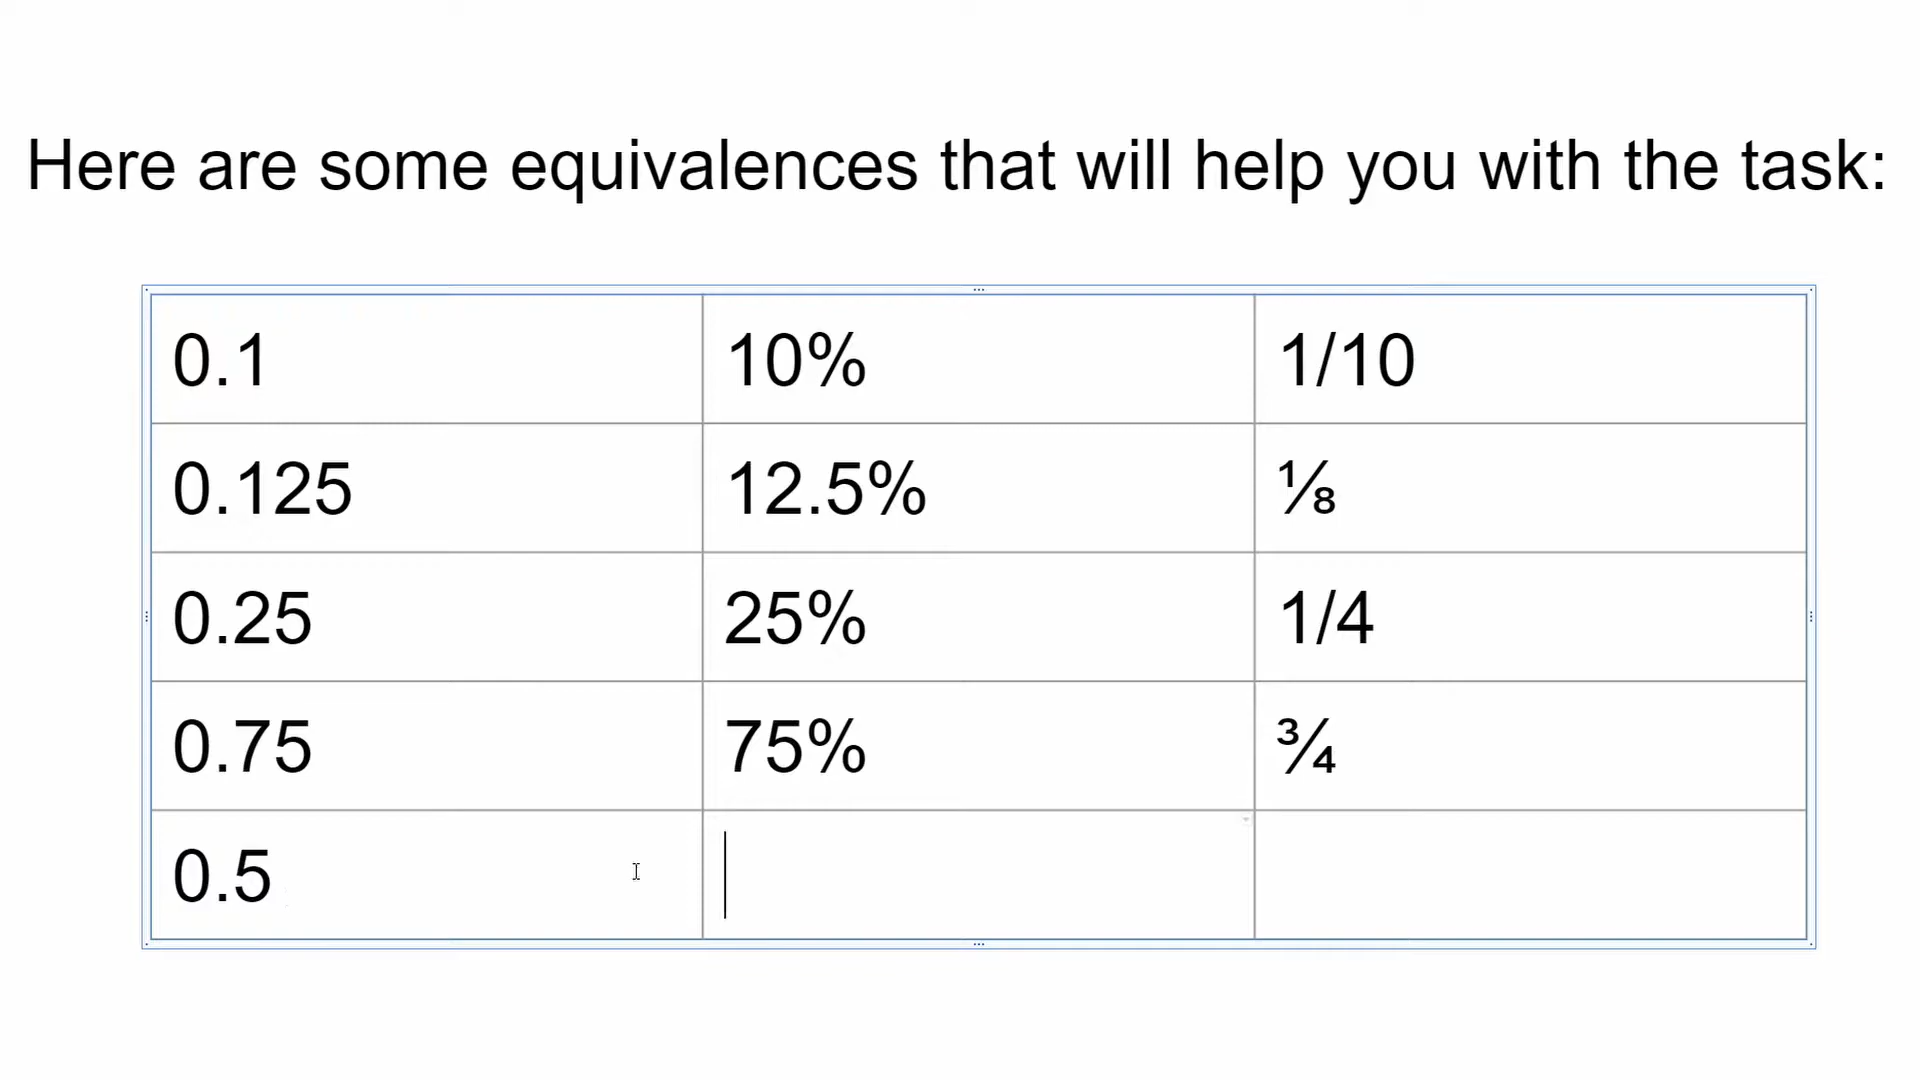 Here are some equivalences that will help you with the task:
0.1 10% 1/10
0.125 12.5% ⅛
0.25 25% 1/4
0.75 75% ¾
0.5